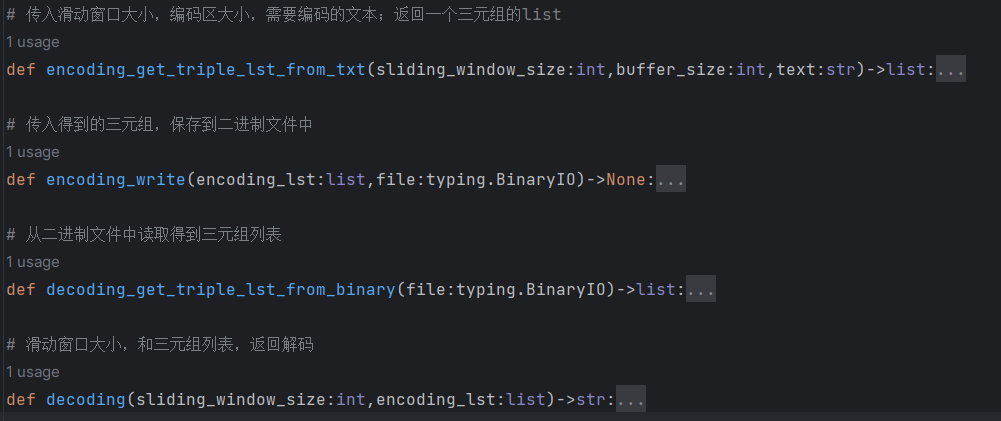 # 传入滑动窗口大小，编码区大小，需要编码的文本；返回一个三元组的list
1 usage
def encoding_get_triple_lst_from_txt(sliding_window_size:int,buffer_size:int,text:str)->list:...
# 传入得到的三元组，保存到二进制文件中
1 usage
def encoding_write(encoding_lst:list,file:typing.BinaryIO)->None:...
# 从二进制文件中读取得到三元组列表
1 usage
def decoding_get_triple_lst_from_binary(file:typing.BinaryIO)->list:...
# 滑动窗口大小，和三元组列表，返回解码
1 usage
def decoding(sliding_window_size:int,encoding_lst:list)->str:...